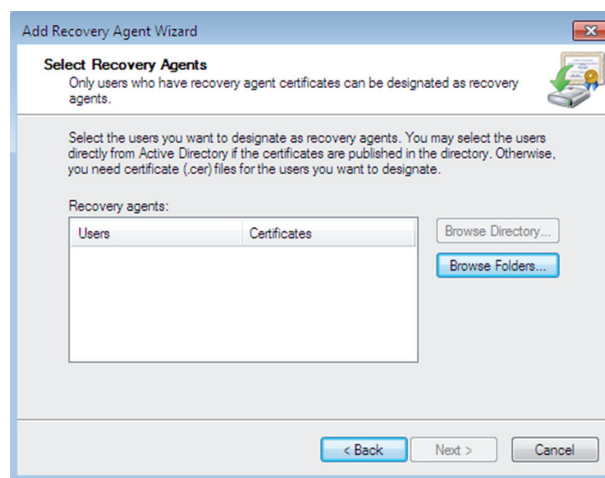 Add Recovery Agent Wizard
Select Recovery Agents
Only users who have recovery agent certificates can be designated as recovery
agents.
Select the users you want to designate as recovery agents. You may select the users
directly from Active Directory if the certificates are published in the directory. Otherwise,
you need certificate (.cer) files for the users you want to designate.
Recovery agents:
Users Certificates
Browse Directory...
Browse Folders...
< Back Next > Cancel